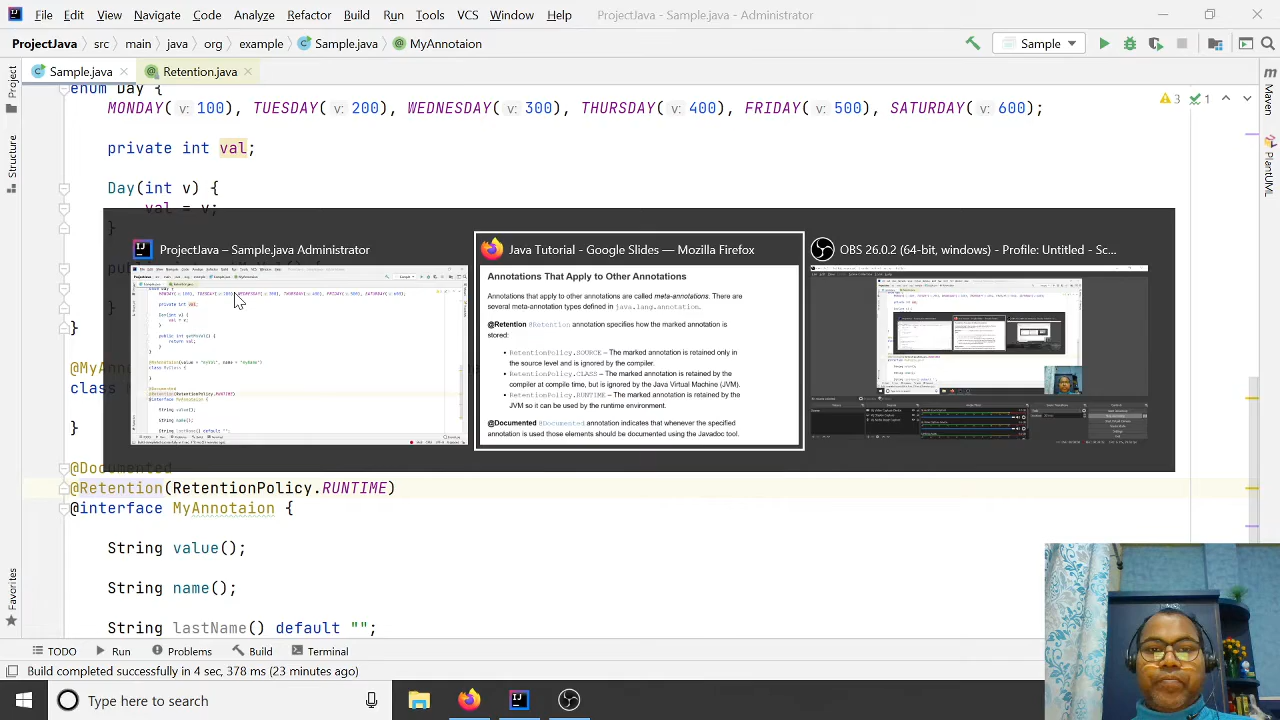 File Edit View Navigate Code Analyze Refactor Build Run Tools VCS Window Help ProjectJava - Sample.java - Administrator
ProjectJava src main java org example Sample.java MyAnnotaion Sample
Sample.java Retention.java
Project
Structure
Favorites
Maven
PlantUML
enum Day {
3 1
MONDAY( v: 100), TUESDAY( v: 200), WEDNESDAY( v: 300), THURSDAY( v: 400), FRIDAY( v: 500), SATURDAY( v: 600);
private int val;
Day(int v) {
val = v;
}
ProjectJava – Sample.java Administrator
Java Tutorial - Google Slides — Mozilla Firefox
OBS 26.0.2 (64-bit, windows) - Profile: Untitled - Sc...
Annotations That Apply to Other Annotations
Annotations that apply to other annotations are called meta-annotations. There are
several meta-annotation types defined in java.lang.annotation.
@Retention @Retention annotation specifies how the marked annotation is
stored:
• RetentionPolicy.SOURCE – The marked annotation is retained only in
the source level and is ignored by the compiler.
• RetentionPolicy.CLASS – The marked annotation is retained by the
compiler at compile time, but is ignored by the Java Virtual Machine (JVM).
• RetentionPolicy.RUNTIME – The marked annotation is retained by the
JVM so it can be used by the runtime environment.
@Documented @Documented annotation indicates that whenever the specified
annotation is used those elements should be documented using the Javadoc tool.
}
@MyA
class
}
@Documented
@Retention(RetentionPolicy.RUNTIME)
@interface MyAnnotaion {
String value();
String name();
String lastName() default "";
TODO Run Problems Build Terminal
Build completed successfully in 4 sec, 378 ms (23 minutes ago)
Type here to search